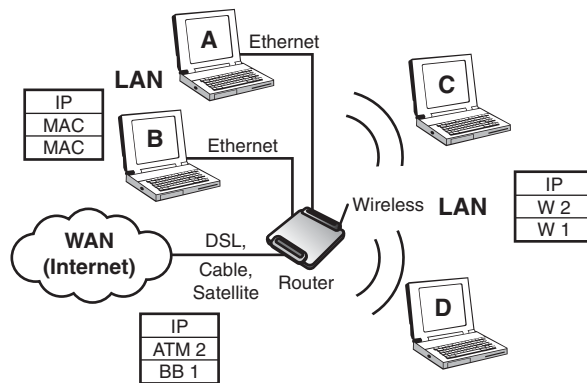 A
Ethernet
LAN
IP
MAC
MAC
B
Ethernet
C
Wireless
LAN
IP
W 2
W 1
WAN
(Internet)
DSL,
Cable,
Satellite
Router
D
IP
ATM 2
BB 1